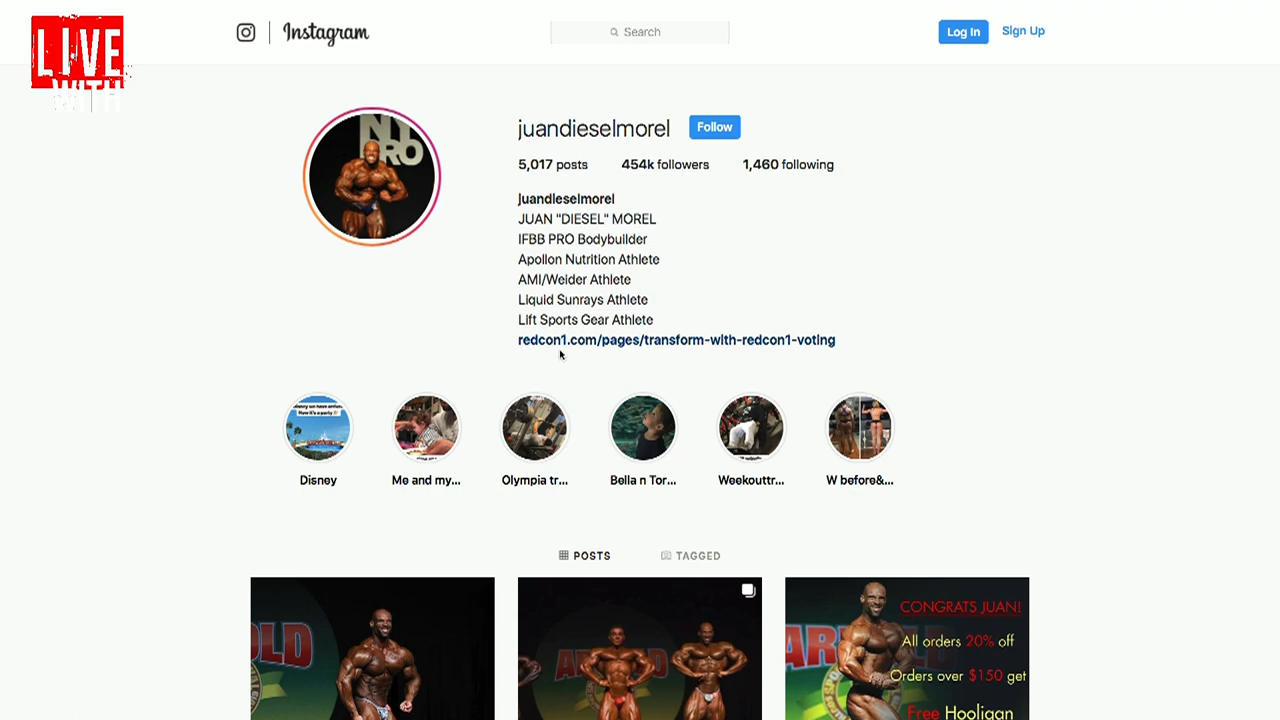 LIVE
WITH
Instagram
Search
Log In
Sign Up
NY
PRO
juandieselmorel
Follow
5,017 posts
454k followers
1,460 following
juandieselmorel
JUAN "DIESEL" MOREL
IFBB PRO Bodybuilder
Apollon Nutrition Athlete
AMI/Weider Athlete
Liquid Sunrays Athlete
Lift Sports Gear Athlete
redcon1.com/pages/transform-with-redcon1-voting
Disney
Me and my...
Olympia tr...
Bella n Tor...
Weekouttr...
W before&...
POSTS
TAGGED
CONGRATS JUAN!
All orders 20% off
Orders over $150 get
Free Hooligan